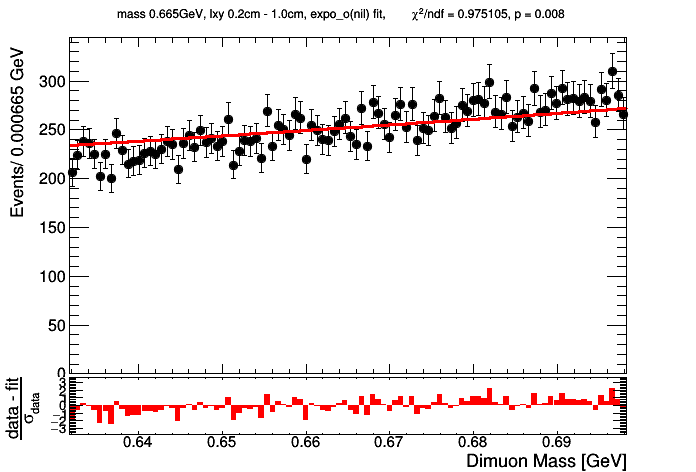 mass 0.665GeV, lxy 0.2cm - 1.0cm, expo_o(nil) fit, χ²/ndf = 0.975105, p = 0.008
Events/ 0.000665 GeV
300
250
200
150
100
50
0
data - fit
σdata
3
2
1
0
−1
−2
−3
0.64 0.65 0.66 0.67 0.68 0.69
Dimuon Mass [GeV]